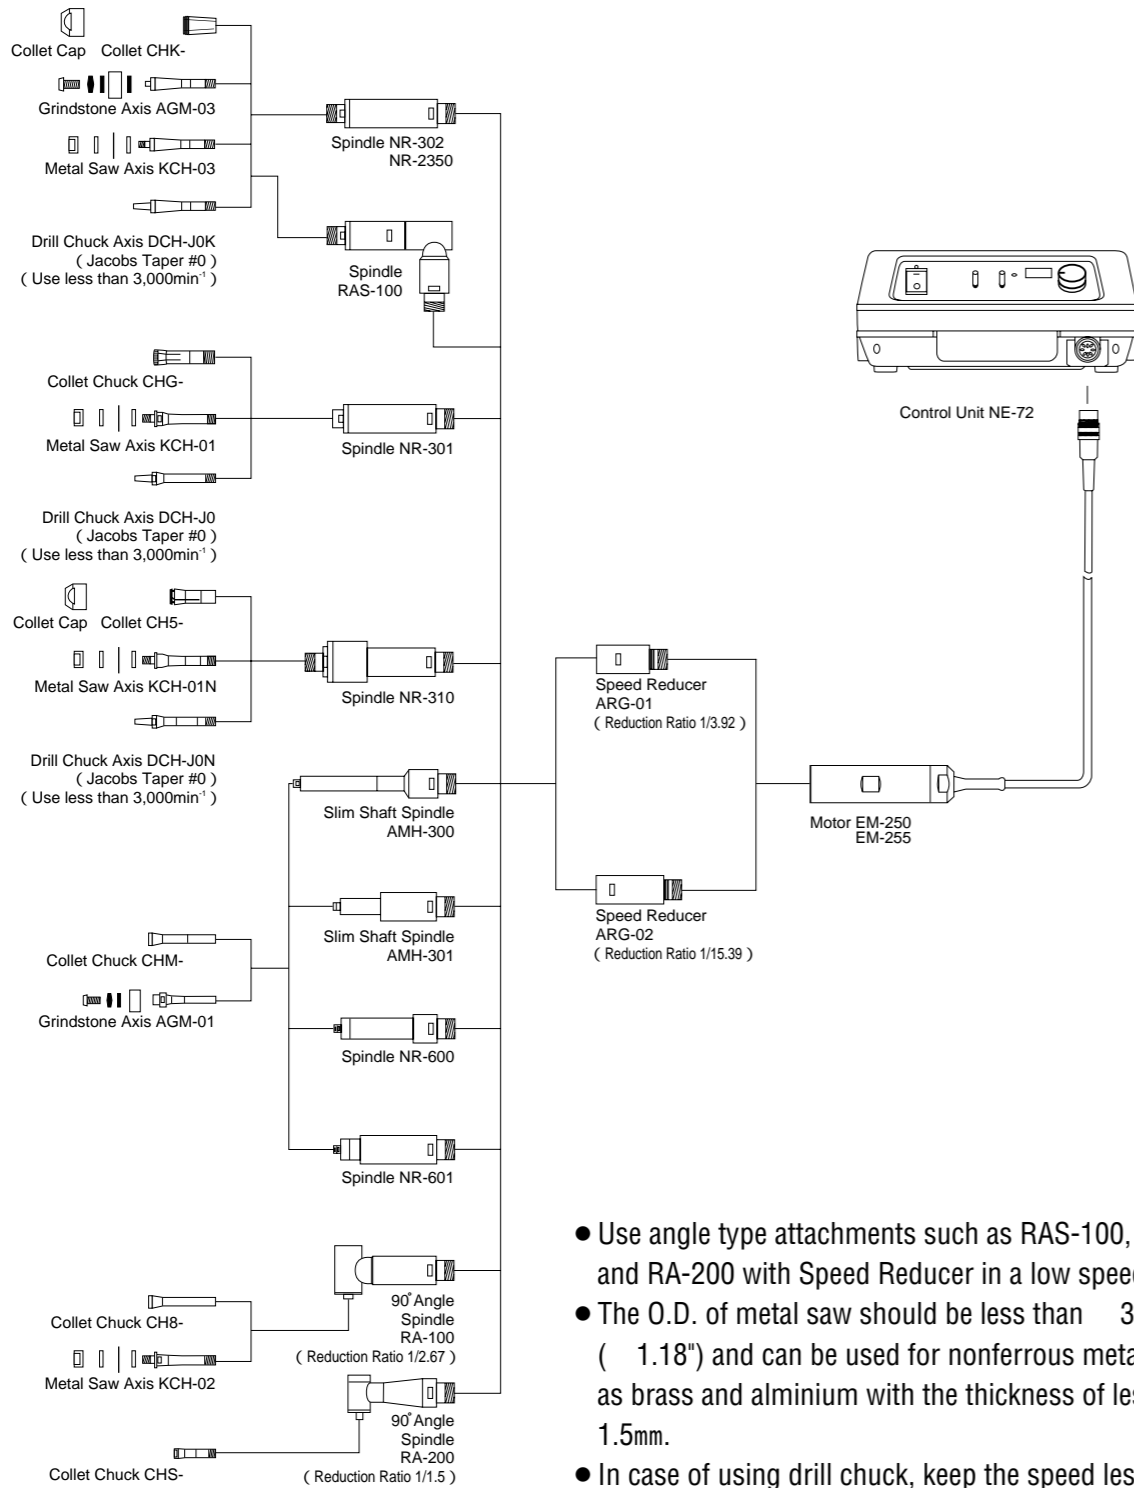 Collet Cap Collet CHK-
Grindstone Axis AGM-03
Metal Saw Axis KCH-03
Drill Chuck Axis DCH-J0K
( Jacobs Taper #0 )
( Use less than 3,000min⁻¹ )
Spindle NR-302
NR-2350
Spindle
RAS-100
Collet Chuck CHG-
Metal Saw Axis KCH-01
Drill Chuck Axis DCH-J0
( Jacobs Taper #0 )
( Use less than 3,000min⁻¹ )
Spindle NR-301
Control Unit NE-72
Collet Cap Collet CH5-
Metal Saw Axis KCH-01N
Drill Chuck Axis DCH-J0N
( Jacobs Taper #0 )
( Use less than 3,000min⁻¹ )
Spindle NR-310
Speed Reducer
ARG-01
( Reduction Ratio 1/3.92 )
Slim Shaft Spindle
AMH-300
Motor EM-250
EM-255
Slim Shaft Spindle
AMH-301
Speed Reducer
ARG-02
( Reduction Ratio 1/15.39 )
Collet Chuck CHM-
Grindstone Axis AGM-01
Spindle NR-600
Spindle NR-601
90° Angle
Spindle
RA-100
( Reduction Ratio 1/2.67 )
Collet Chuck CH8-
Metal Saw Axis KCH-02
90° Angle
Spindle
RA-200
( Reduction Ratio 1/1.5 )
Collet Chuck CHS-
● Use angle type attachments such as RAS-100,
and RA-200 with Speed Reducer in a low speed
● The O.D. of metal saw should be less than 3
( 1.18") and can be used for nonferrous meta
as brass and alminium with the thickness of les
1.5mm.
● In case of using drill chuck, keep the speed les